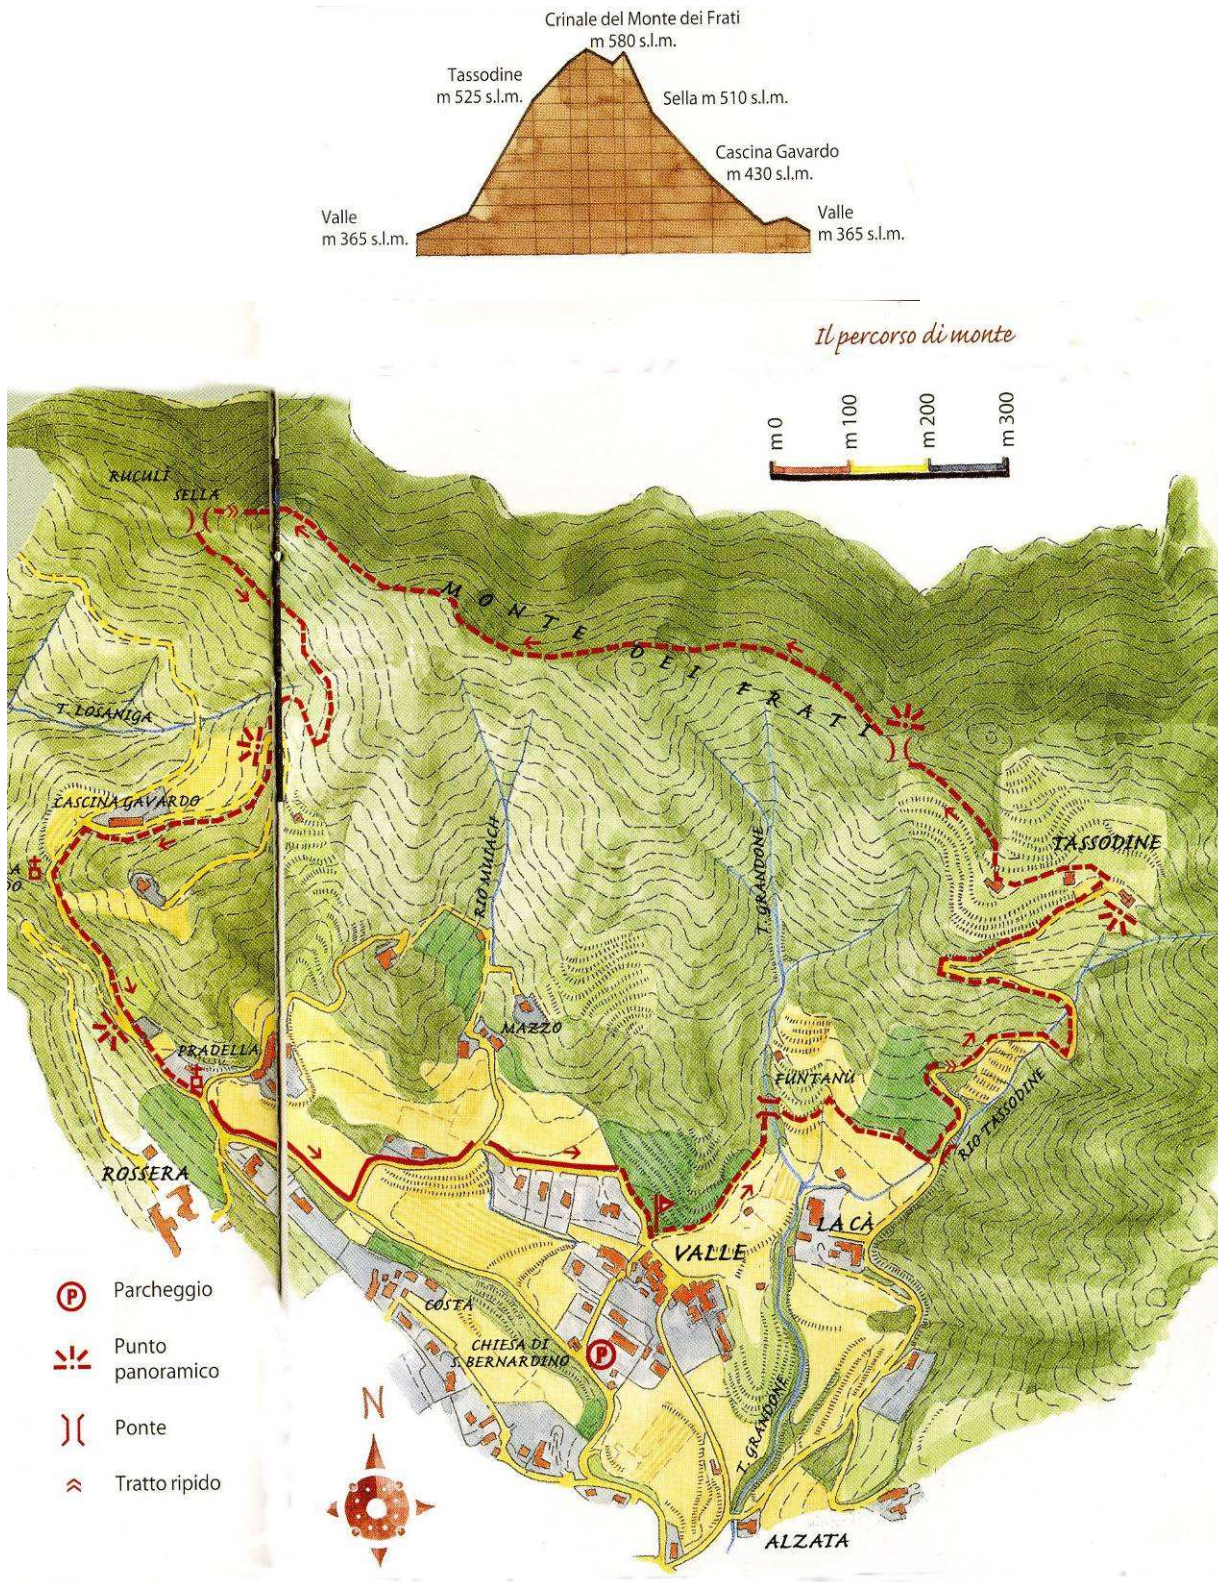 Crinale del Monte dei Frati
m 580 s.l.m.
Tassodine
m 525 s.l.m.
Sella m 510 s.l.m.
Cascina Gavardo
m 430 s.l.m.
Valle
m 365 s.l.m.
Valle
m 365 s.l.m.
Il percorso di monte
m 0
m 100
m 200
m 300
RUCULÌ
SELLA
MONTE DEI FRATI
T. LOSANIGA
CASCINA GAVARDO
TASSODINE
RIO MUDACH
T. GRANDONE
MAZZO
FUNTANÙ
PRADELLA
RIO TASSODINE
ROSSERA
LA CÀ
VALLE
COSTA
CHIESA DI
S. BERNARDINO
P
T. GRANDONE
ALZATA
P Parcheggio
Punto
panoramico
Ponte
Tratto ripido
N